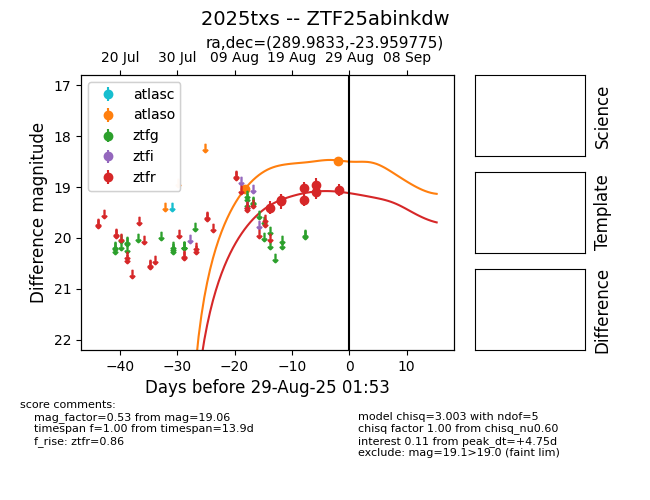 2025txs -- ZTF25abinkdw
ra,dec=(289.9833,-23.959775)
20 Jul 30 Jul 09 Aug 19 Aug 29 Aug 08 Sep
17
18
19
20
21
22
Difference magnitude
atlasc
atlaso
ztfg
ztfi
ztfr
−40 −30 −20 −10 0 10
Days before 29-Aug-25 01:53
Science
Template
Difference
score comments:
mag_factor=0.53 from mag=19.06
timespan f=1.00 from timespan=13.9d
f_rise: ztfr=0.86
model chisq=3.003 with ndof=5
chisq factor 1.00 from chisq_nu0.60
interest 0.11 from peak_dt=+4.75d
exclude: mag=19.1>19.0 (faint lim)